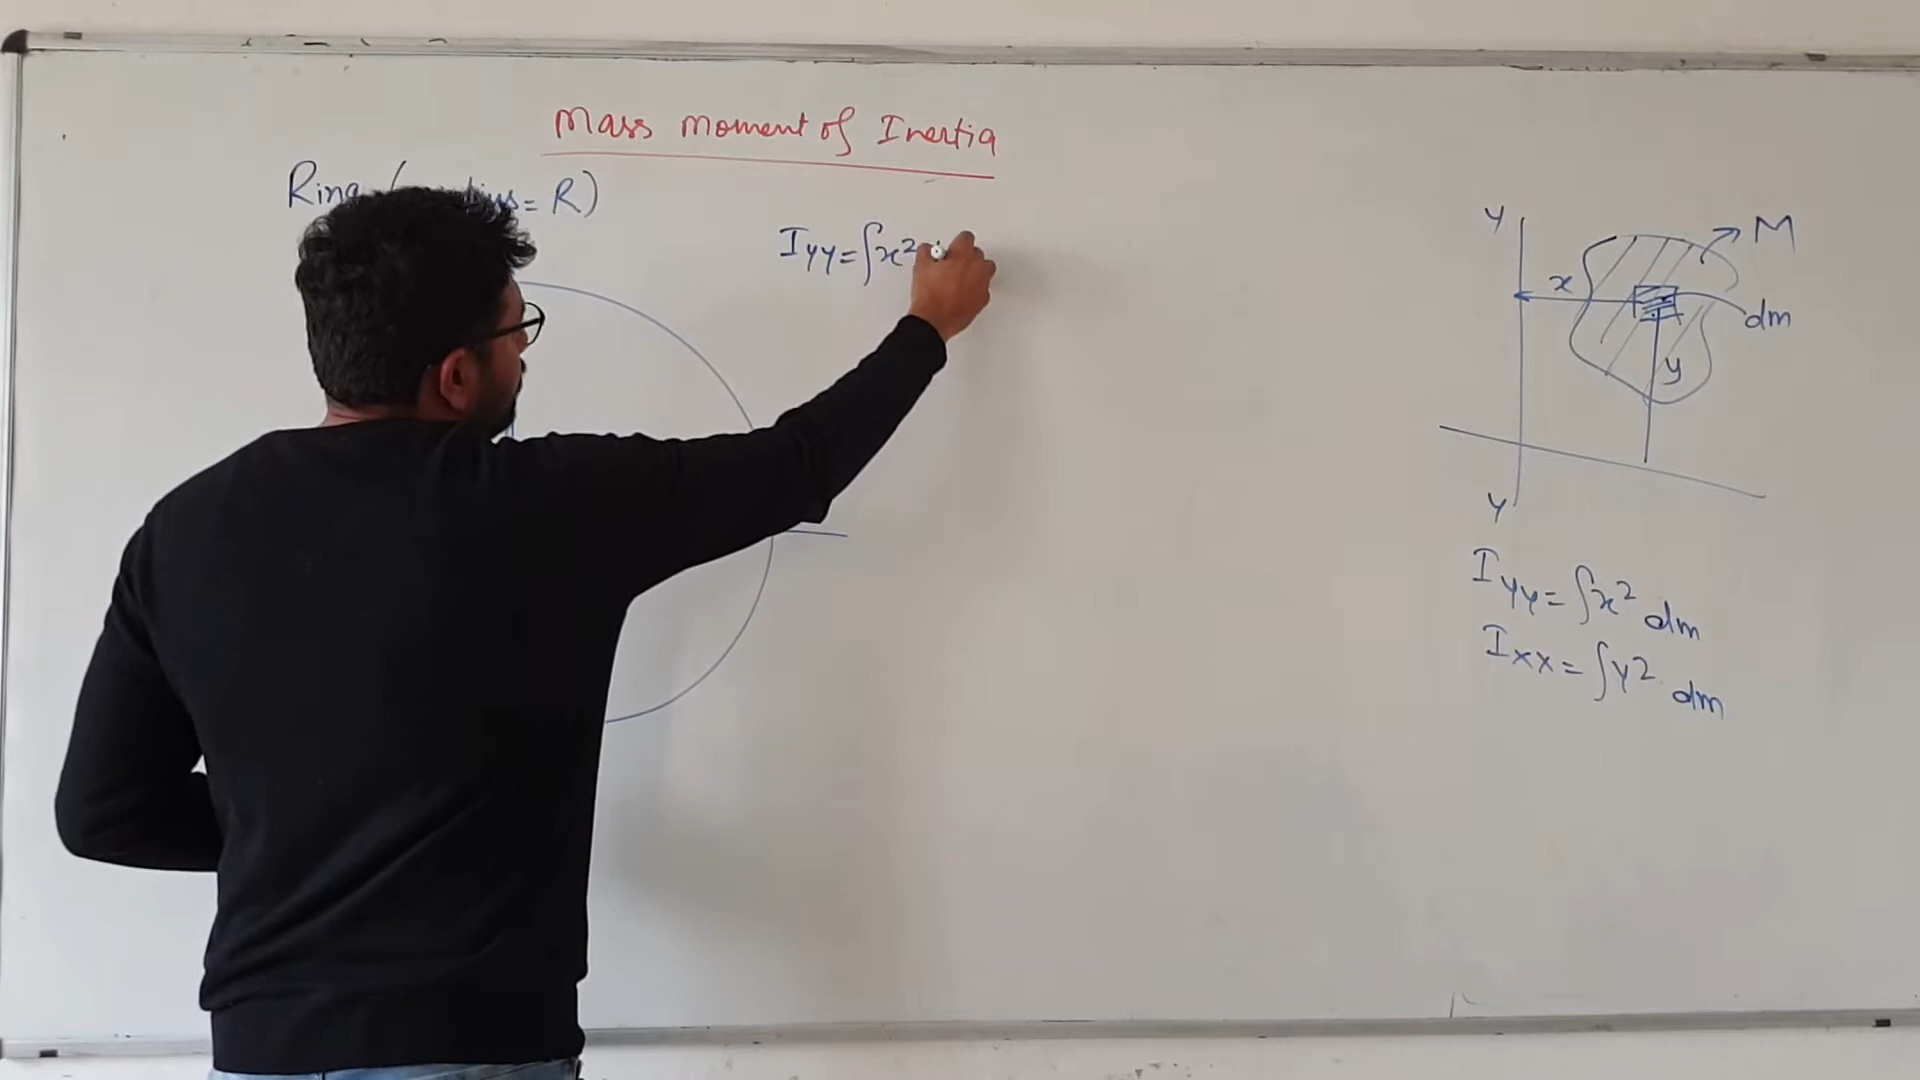 Mass Moment of Inertia
Ring = R)
Iyy = ∫x²
Y
M
x
dm
y
Y
Iyy = ∫x² dm
Ixx = ∫y² dm